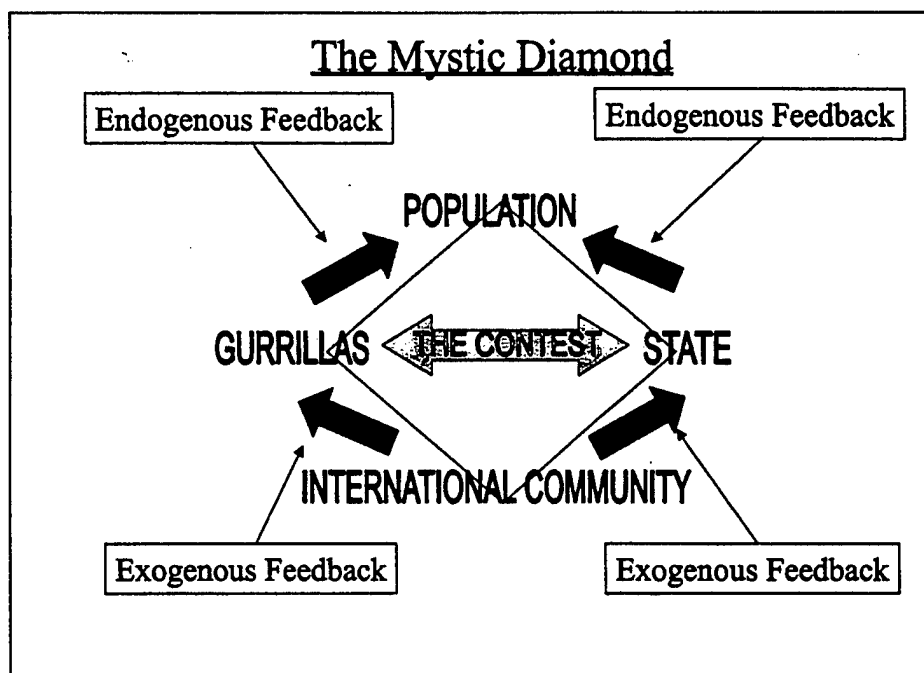 The Mystic Diamond
Endogenous Feedback
Endogenous Feedback
POPULATION
GURRILLAS
THE CONTEST
STATE
INTERNATIONAL COMMUNITY
Exogenous Feedback
Exogenous Feedback